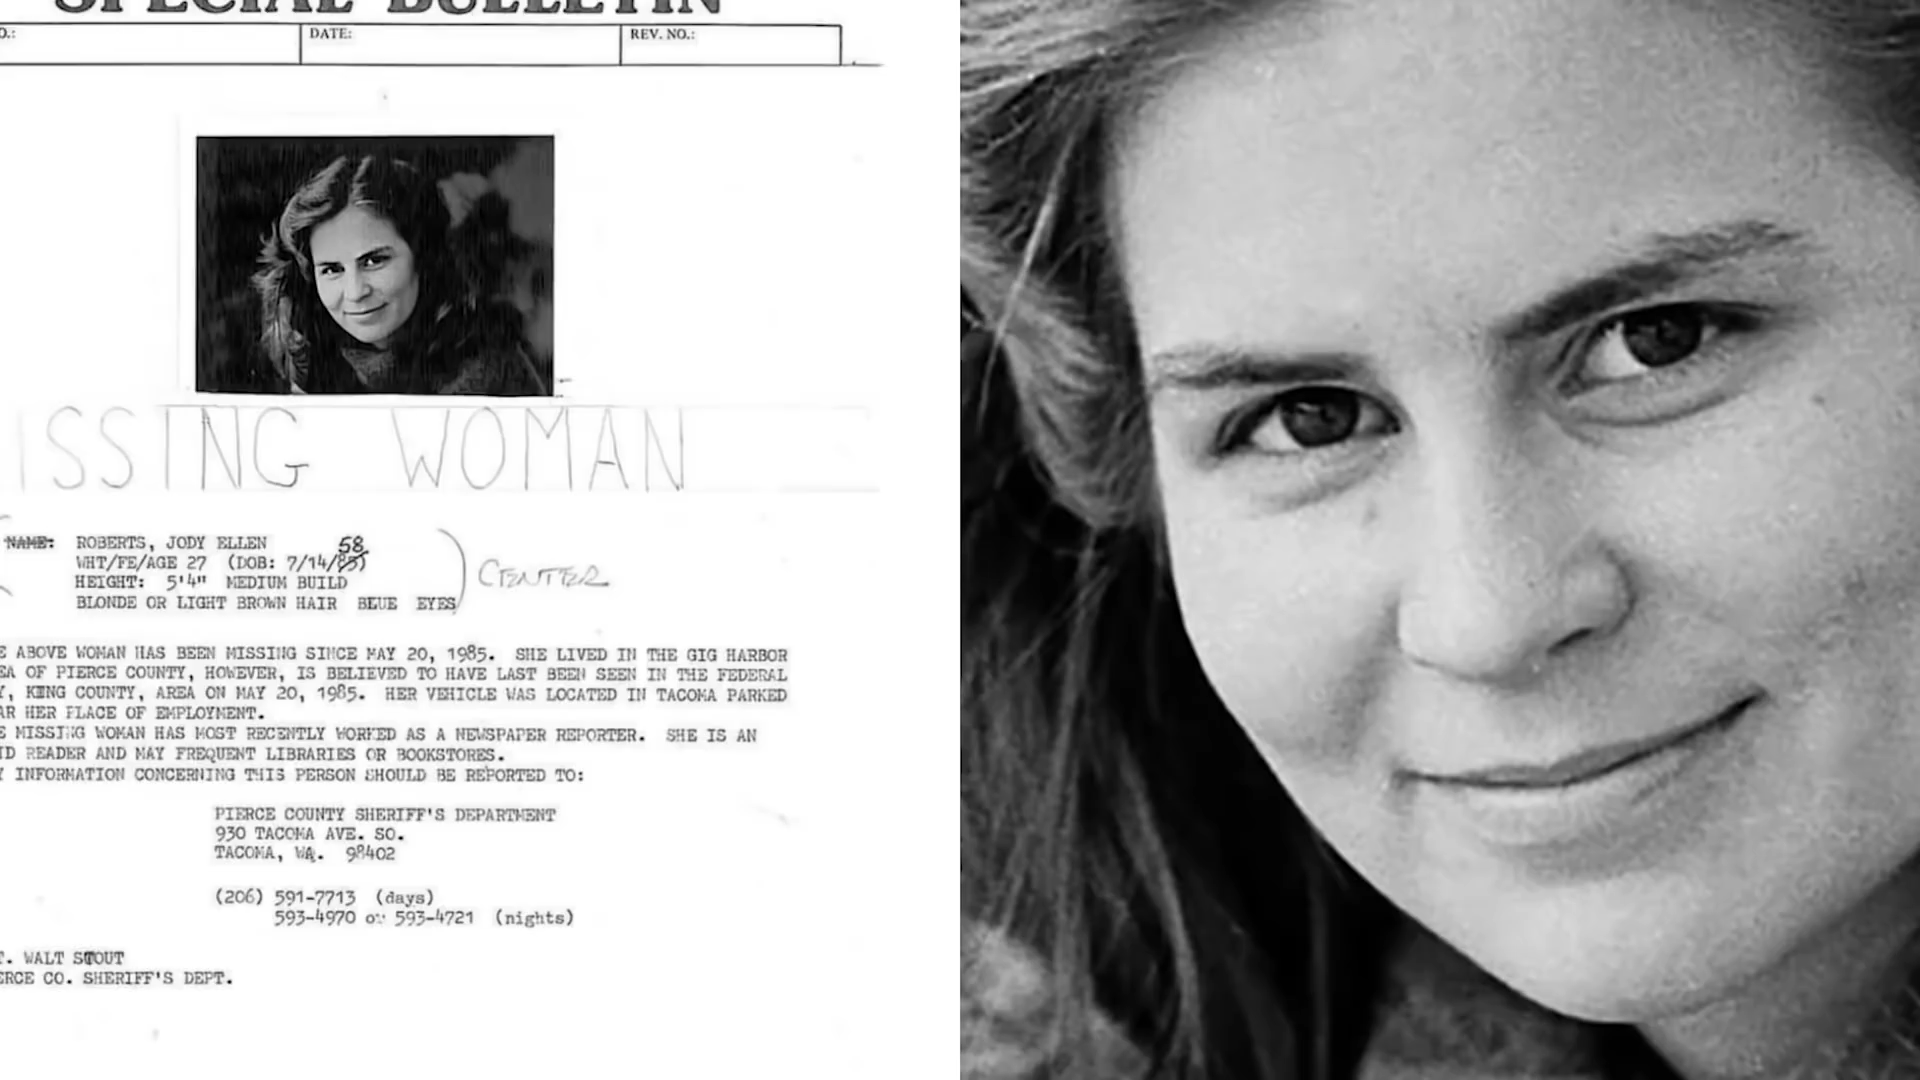 SPECIAL BULLETIN
O.:
DATE:
REV. NO.:
ISSING WOMAN
NAME: ROBERTS, JODY ELLEN
WHT/FE/AGE 27 (DOB: 7/14/58)
HEIGHT: 5'4" MEDIUM BUILD
BLONDE OR LIGHT BROWN HAIR BLUE EYES
CENTER
E ABOVE WOMAN HAS BEEN MISSING SINCE MAY 20, 1985. SHE LIVED IN THE GIG HARBOR
EA OF PIERCE COUNTY, HOWEVER, IS BELIEVED TO HAVE LAST BEEN SEEN IN THE FEDERAL
Y, KING COUNTY, AREA ON MAY 20, 1985. HER VEHICLE WAS LOCATED IN TACOMA PARKED
AR HER PLACE OF EMPLOYMENT.
E MISSING WOMAN HAS MOST RECENTLY WORKED AS A NEWSPAPER REPORTER. SHE IS AN
ID READER AND MAY FREQUENT LIBRARIES OR BOOKSTORES.
Y INFORMATION CONCERNING THIS PERSON SHOULD BE REPORTED TO:
PIERCE COUNTY SHERIFF'S DEPARTMENT
930 TACOMA AVE. SO.
TACOMA, WA. 98402
(206) 591-7713 (days)
593-4970 or 593-4721 (nights)
T. WALT STOUT
ERCE CO. SHERIFF'S DEPT.